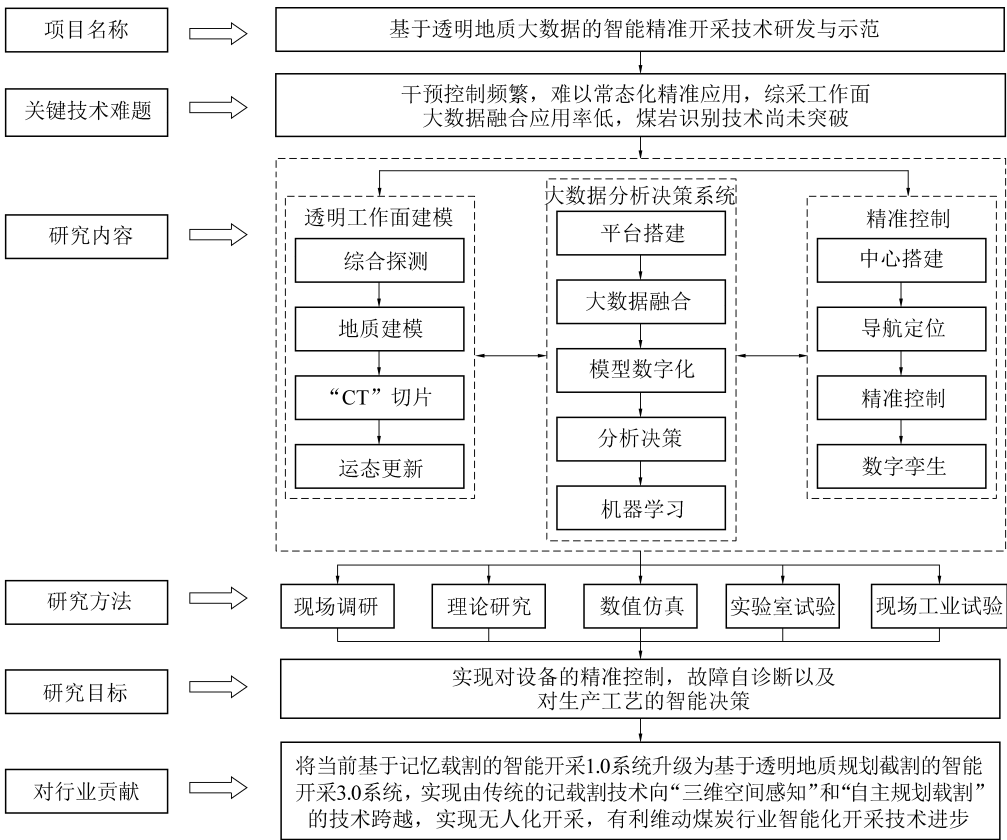 项目名称
基于透明地质大数据的智能精准开采技术研发与示范
关键技术难题
干预控制频繁，难以常态化精准应用，综采工作面
大数据融合应用率低，煤岩识别技术尚未突破
研究内容
透明工作面建模
综合探测
地质建模
“CT”切片
运态更新
大数据分析决策系统
平台搭建
大数据融合
模型数字化
分析决策
机器学习
精准控制
中心搭建
导航定位
精准控制
数字孪生
研究方法
现场调研
理论研究
数值仿真
实验室试验
现场工业试验
研究目标
实现对设备的精准控制，故障自诊断以及
对生产工艺的智能决策
对行业贡献
将当前基于记忆载割的智能开采1.0系统升级为基于透明地质规划截割的智能
开采3.0系统，实现由传统的记载割技术向“三维空间感知”和“自主规划载割”
的技术跨越，实现无人化开采，有利维动煤炭行业智能化开采技术进步